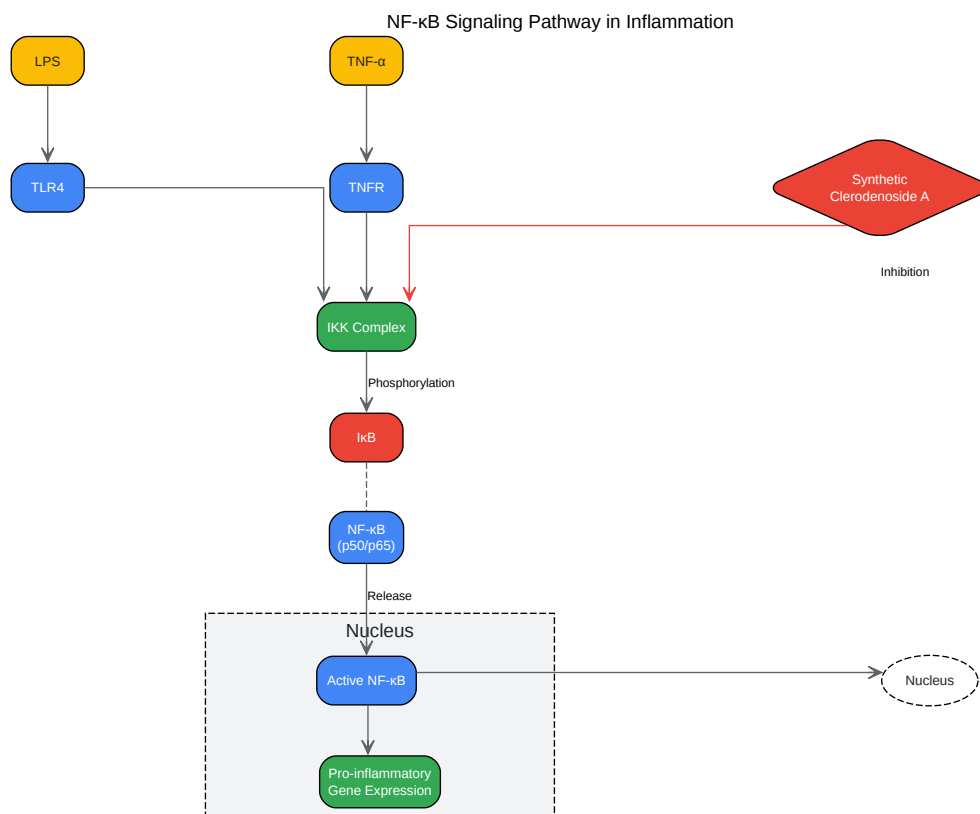 NF-κB Signaling Pathway in Inflammation
LPS
TNF-α
TLR4
TNFR
Synthetic
Clerodenoside A
Inhibition
IKK Complex
Phosphorylation
IκB
NF-κB
(p50/p65)
Release
Nucleus
Active NF-κB
Nucleus
Pro-inflammatory
Gene Expression